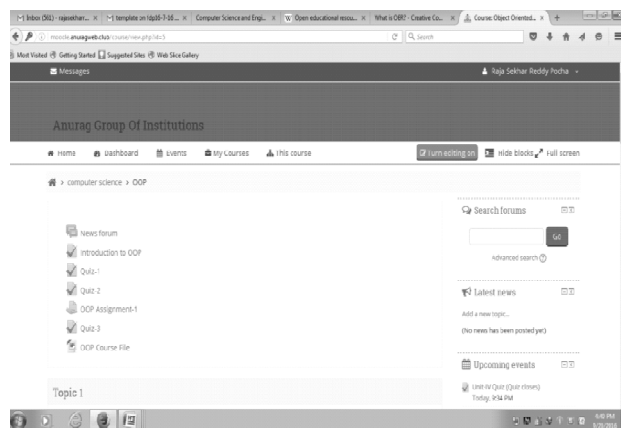 Inbox (561) - rajasekhar...
template on tdp16-7-16 ...
Computer Science and Engi...
Open educational resou...
What is OER? - Creative Co...
Course: Object Oriented...
moodle.anuragweb.club/course/view.php?id=5
Search
Most Visited Getting Started Suggested Sites Web Slice Gallery
Messages
Raja Sekhar Reddy Pocha
Anurag Group Of Institutions
Home Dashboard Events My Courses This course
Turn editing on Hide blocks Full screen
> computer science > OOP
News forum
Introduction to OOP
Quiz-1
Quiz-2
OOP Assignment-1
Quiz-3
OOP Course File
Topic 1
Search forums
Go
Advanced search
Latest news
Add a new topic...
(No news has been posted yet)
Upcoming events
Unit-IV Quiz (Quiz closes)
Today, 9:34 PM